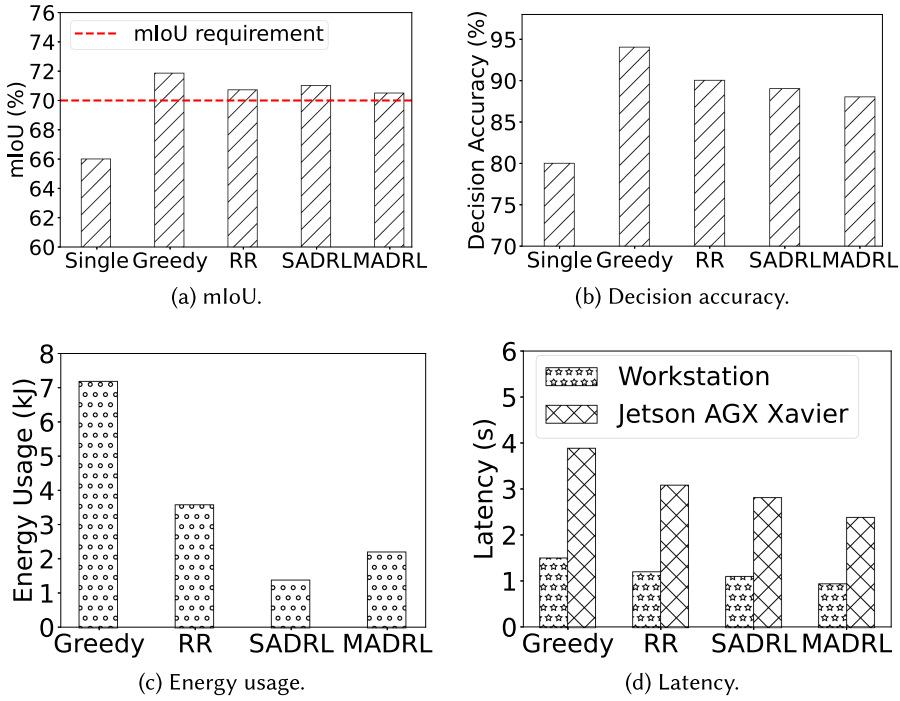 76
74
72
70
68
66
64
62
60
mIoU (%)
mIoU requirement
Single Greedy RR SADRL MADRL
(a) mIoU.
95
90
85
80
75
70
Decision Accuracy (%)
Single Greedy RR SADRL MADRL
(b) Decision accuracy.
8
7
6
5
4
3
2
1
0
Energy Usage (kJ)
Greedy RR SADRL MADRL
(c) Energy usage.
6
5
4
3
2
1
0
Latency (s)
Workstation
Jetson AGX Xavier
Greedy RR SADRL MADRL
(d) Latency.